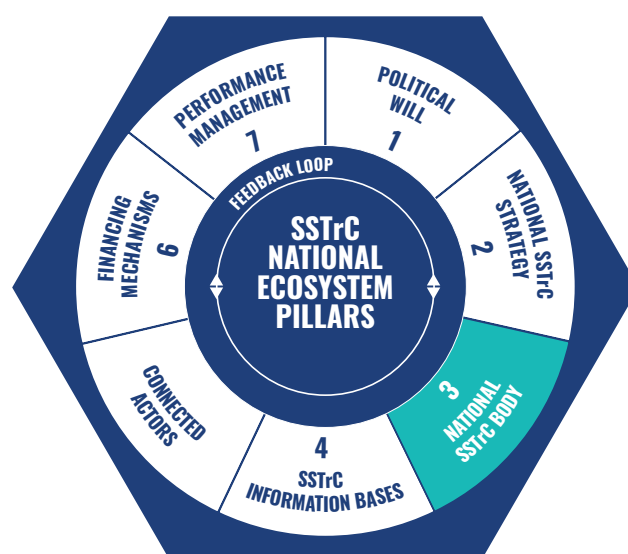 POLITICAL
WILL
1
NATIONAL SSTrC
STRATEGY
2
3
NATIONAL
SSTrC BODY
4
SSTrC
INFORMATION BASES
CONNECTED
ACTORS
FINANCING
MECHANISMS
6
PERFORMANCE
MANAGEMENT
7
FEEDBACK LOOP
SSTrC
NATIONAL
ECOSYSTEM
PILLARS